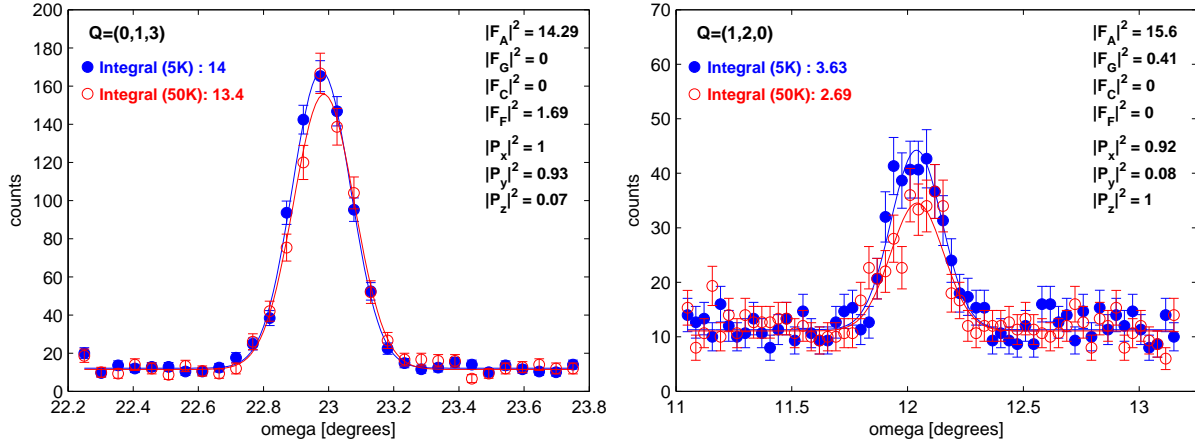 Q=(0,1,3)
Integral (5K) : 14
Integral (50K): 13.4
|F_A|^2 = 14.29
|F_G|^2 = 0
|F_C|^2 = 0
|F_F|^2 = 1.69
|P_x|^2 = 1
|P_y|^2 = 0.93
|P_z|^2 = 0.07
200
180
160
140
120
100
80
60
40
20
0
counts
22.2 22.4 22.6 22.8 23 23.2 23.4 23.6 23.8
omega [degrees]
Q=(1,2,0)
Integral (5K) : 3.63
Integral (50K): 2.69
|F_A|^2 = 15.6
|F_G|^2 = 0.41
|F_C|^2 = 0
|F_F|^2 = 0
|P_x|^2 = 0.92
|P_y|^2 = 0.08
|P_z|^2 = 1
70
60
50
40
30
20
10
0
counts
11 11.5 12 12.5 13
omega [degrees]